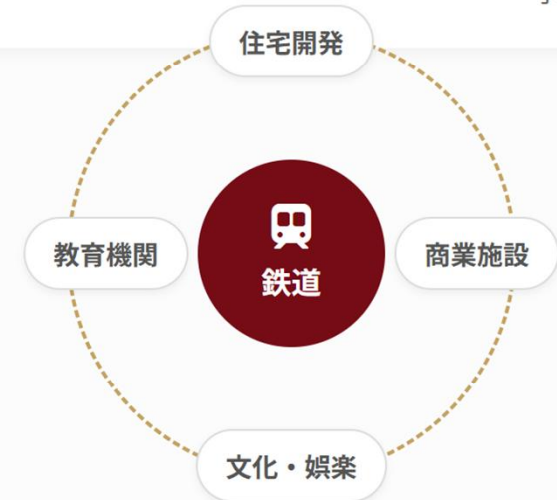 住宅開発
教育機関
鉄道
商業施設
文化・娯楽